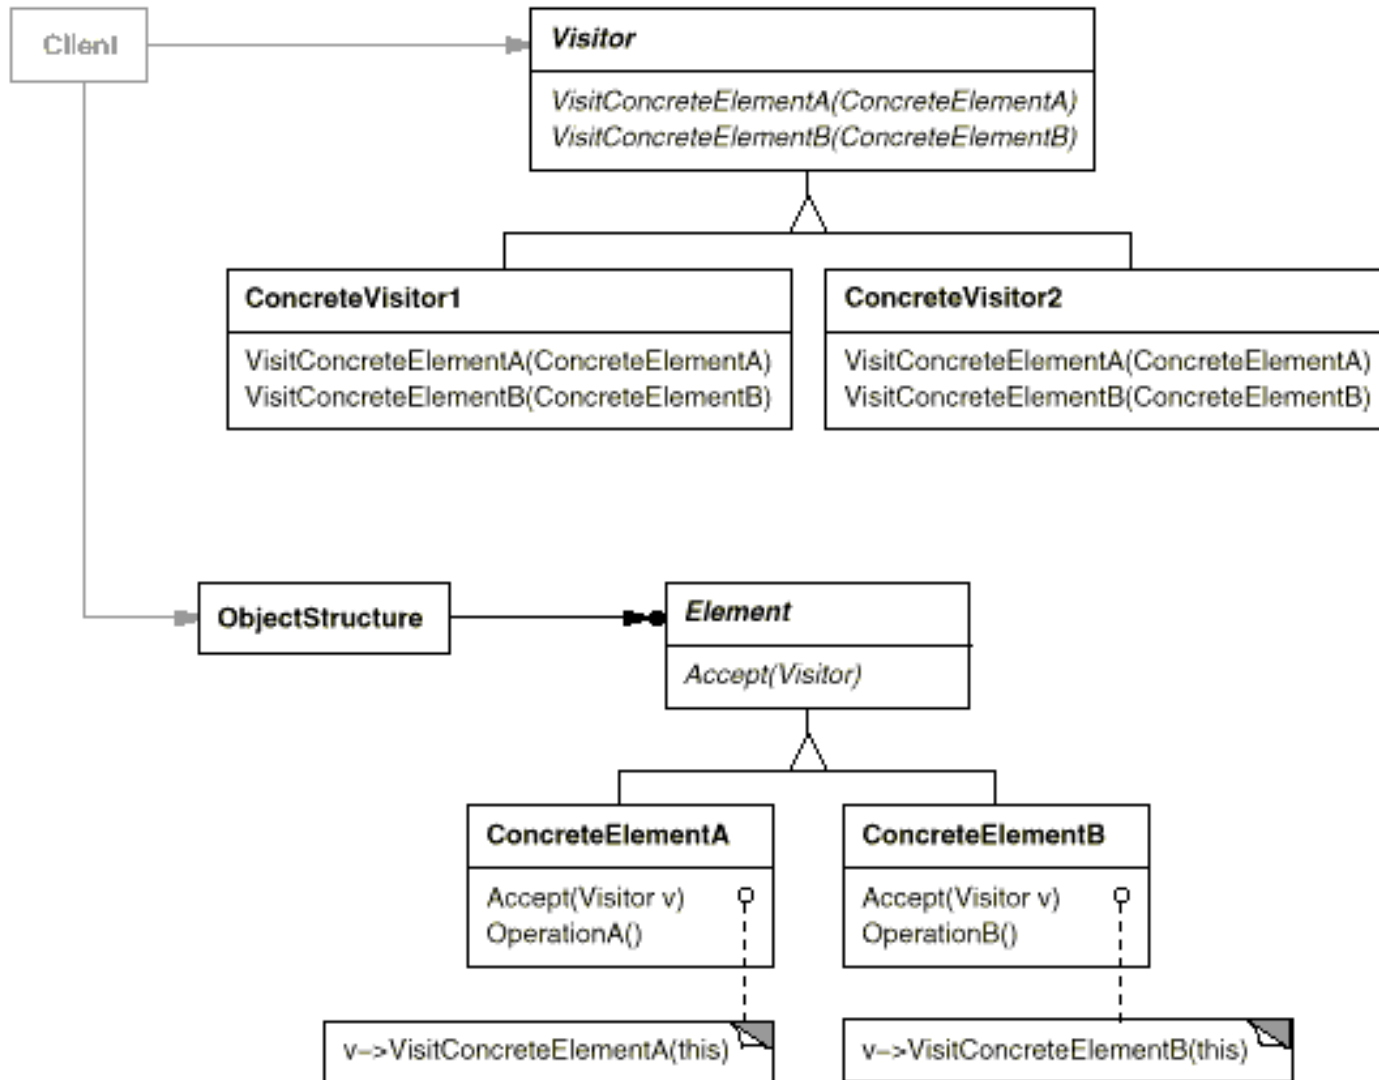 Client
Visitor
VisitConcreteElementA(ConcreteElementA)
VisitConcreteElementB(ConcreteElementB)
ConcreteVisitor1
VisitConcreteElementA(ConcreteElementA)
VisitConcreteElementB(ConcreteElementB)
ConcreteVisitor2
VisitConcreteElementA(ConcreteElementA)
VisitConcreteElementB(ConcreteElementB)
ObjectStructure
Element
Accept(Visitor)
ConcreteElementA
Accept(Visitor v)
OperationA()
ConcreteElementB
Accept(Visitor v)
OperationB()
v->VisitConcreteElementA(this)
v->VisitConcreteElementB(this)